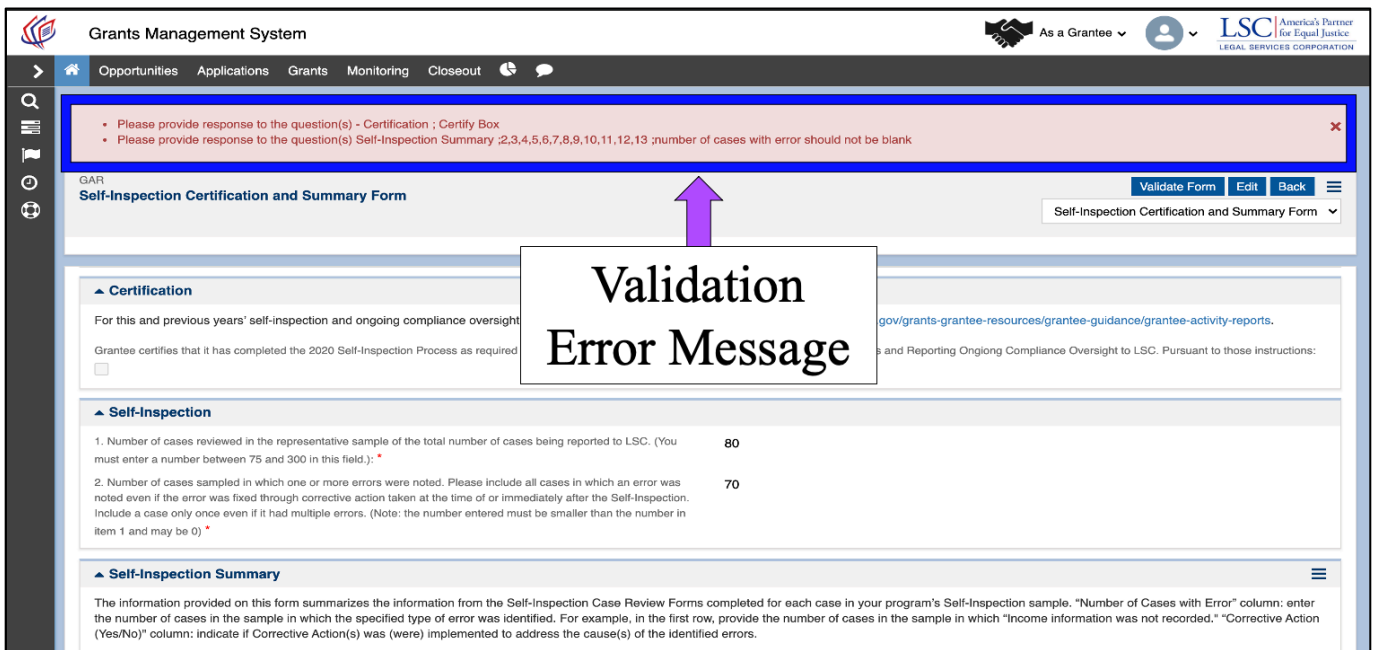 Grants Management System
As a Grantee
LSC America's Partner
for Equal Justice
LEGAL SERVICES CORPORATION
Opportunities Applications Grants Monitoring Closeout
• Please provide response to the question(s) - Certification ; Certify Box
• Please provide response to the question(s) Self-Inspection Summary ;2,3,4,5,6,7,8,9,10,11,12,13 ;number of cases with error should not be blank
GAR
Self-Inspection Certification and Summary Form
Validate Form Edit Back
Self-Inspection Certification and Summary Form
Validation
Error Message
Certification
For this and previous years' self-inspection and ongoing compliance oversight
gov/grants-grantee-resources/grantee-guidance/grantee-activity-reports.
Grantee certifies that it has completed the 2020 Self-Inspection Process as required
s and Reporting Ongiong Compliance Oversight to LSC. Pursuant to those instructions:
Self-Inspection
1. Number of cases reviewed in the representative sample of the total number of cases being reported to LSC. (You
must enter a number between 75 and 300 in this field.): *
80
2. Number of cases sampled in which one or more errors were noted. Please include all cases in which an error was
noted even if the error was fixed through corrective action taken at the time of or immediately after the Self-Inspection.
Include a case only once even if it had multiple errors. (Note: the number entered must be smaller than the number in
item 1 and may be 0) *
70
Self-Inspection Summary
The information provided on this form summarizes the information from the Self-Inspection Case Review Forms completed for each case in your program's Self-Inspection sample. "Number of Cases with Error" column: enter
the number of cases in the sample in which the specified type of error was identified. For example, in the first row, provide the number of cases in the sample in which "Income information was not recorded." "Corrective Action
(Yes/No)" column: indicate if Corrective Action(s) was (were) implemented to address the cause(s) of the identified errors.